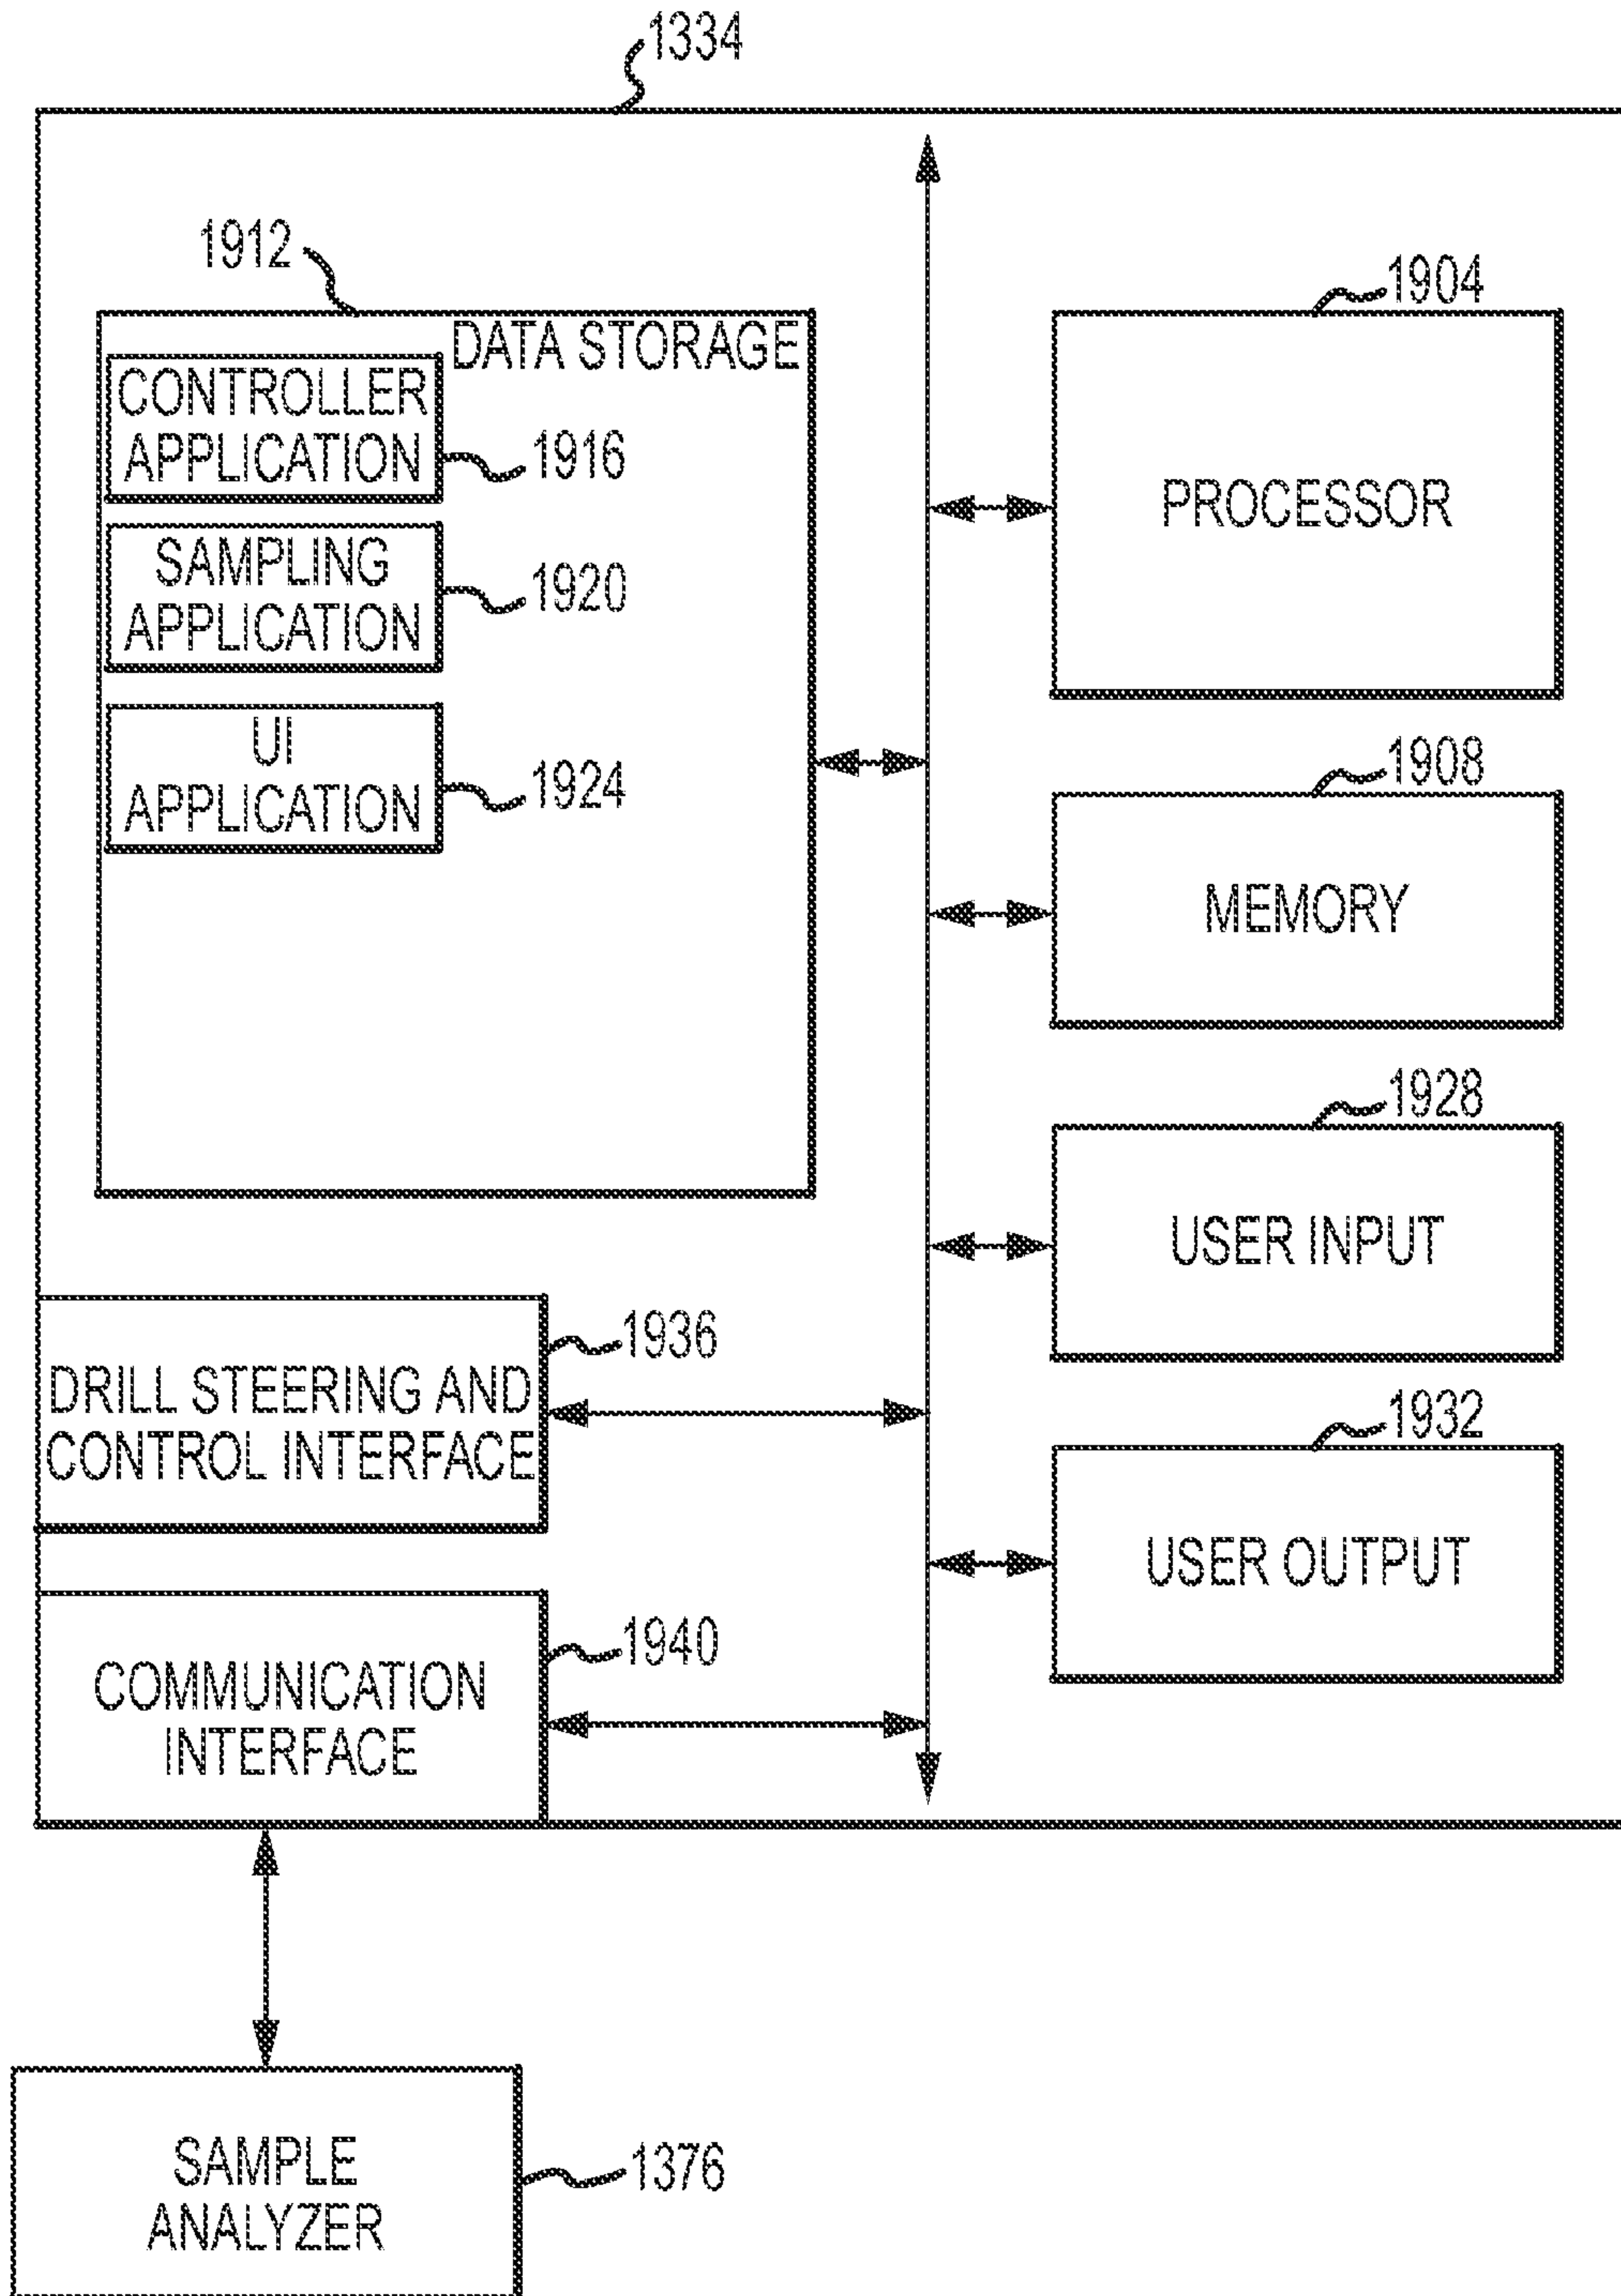 1334
1912
DATA STORAGE
CONTROLLER
APPLICATION
1916
SAMPLING
APPLICATION
1920
UI
APPLICATION
1924
1904
PROCESSOR
1908
MEMORY
1928
USER INPUT
1936
DRILL STEERING AND
CONTROL INTERFACE
1932
USER OUTPUT
1940
COMMUNICATION
INTERFACE
SAMPLE
ANALYZER
1376